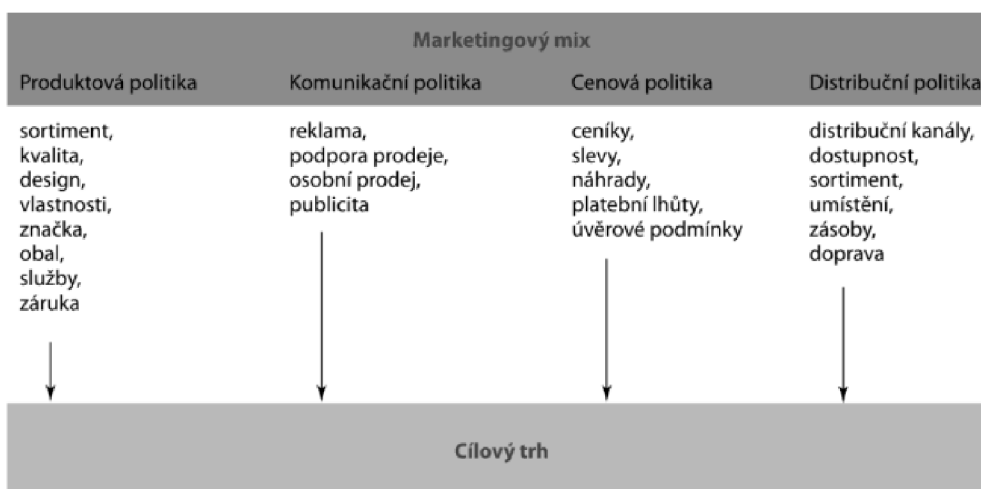 Marketingový mix
Produktová politika
Komunikační politika
Cenová politika
Distribuční politika
sortiment,
kvalita,
design,
vlastnosti,
značka,
obal,
služby,
záruka
reklama,
podpora prodeje,
osobní prodej,
publicita
ceníky,
slevy,
náhrady,
platební lhůty,
úvěrové podmínky
distribuční kanály,
dostupnost,
sortiment,
umístění,
zásoby,
doprava
Cílový trh